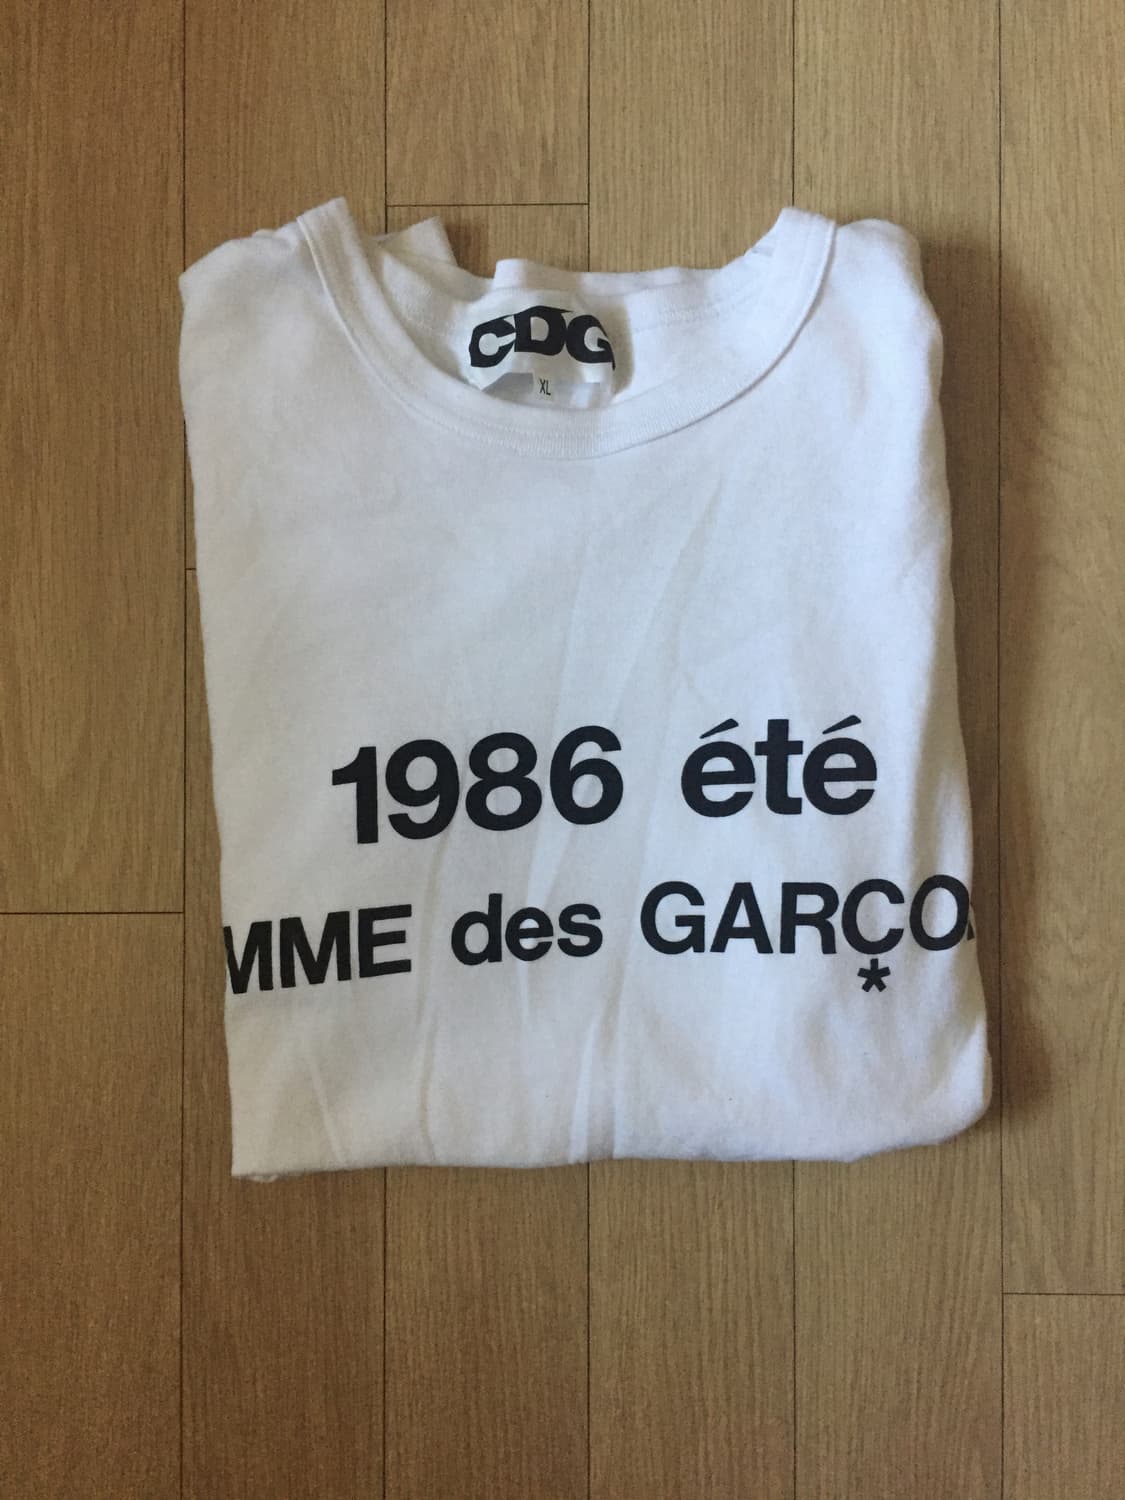 CDG
XL
1986 été
MME des GARÇO
*